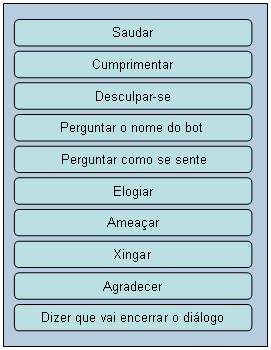 Saudar
Cumprimentar
Desculpar-se
Perguntar o nome do bot
Perguntar como se sente
Elogiar
Ameaçar
Xingar
Agradecer
Dizer que vai encerrar o diálogo